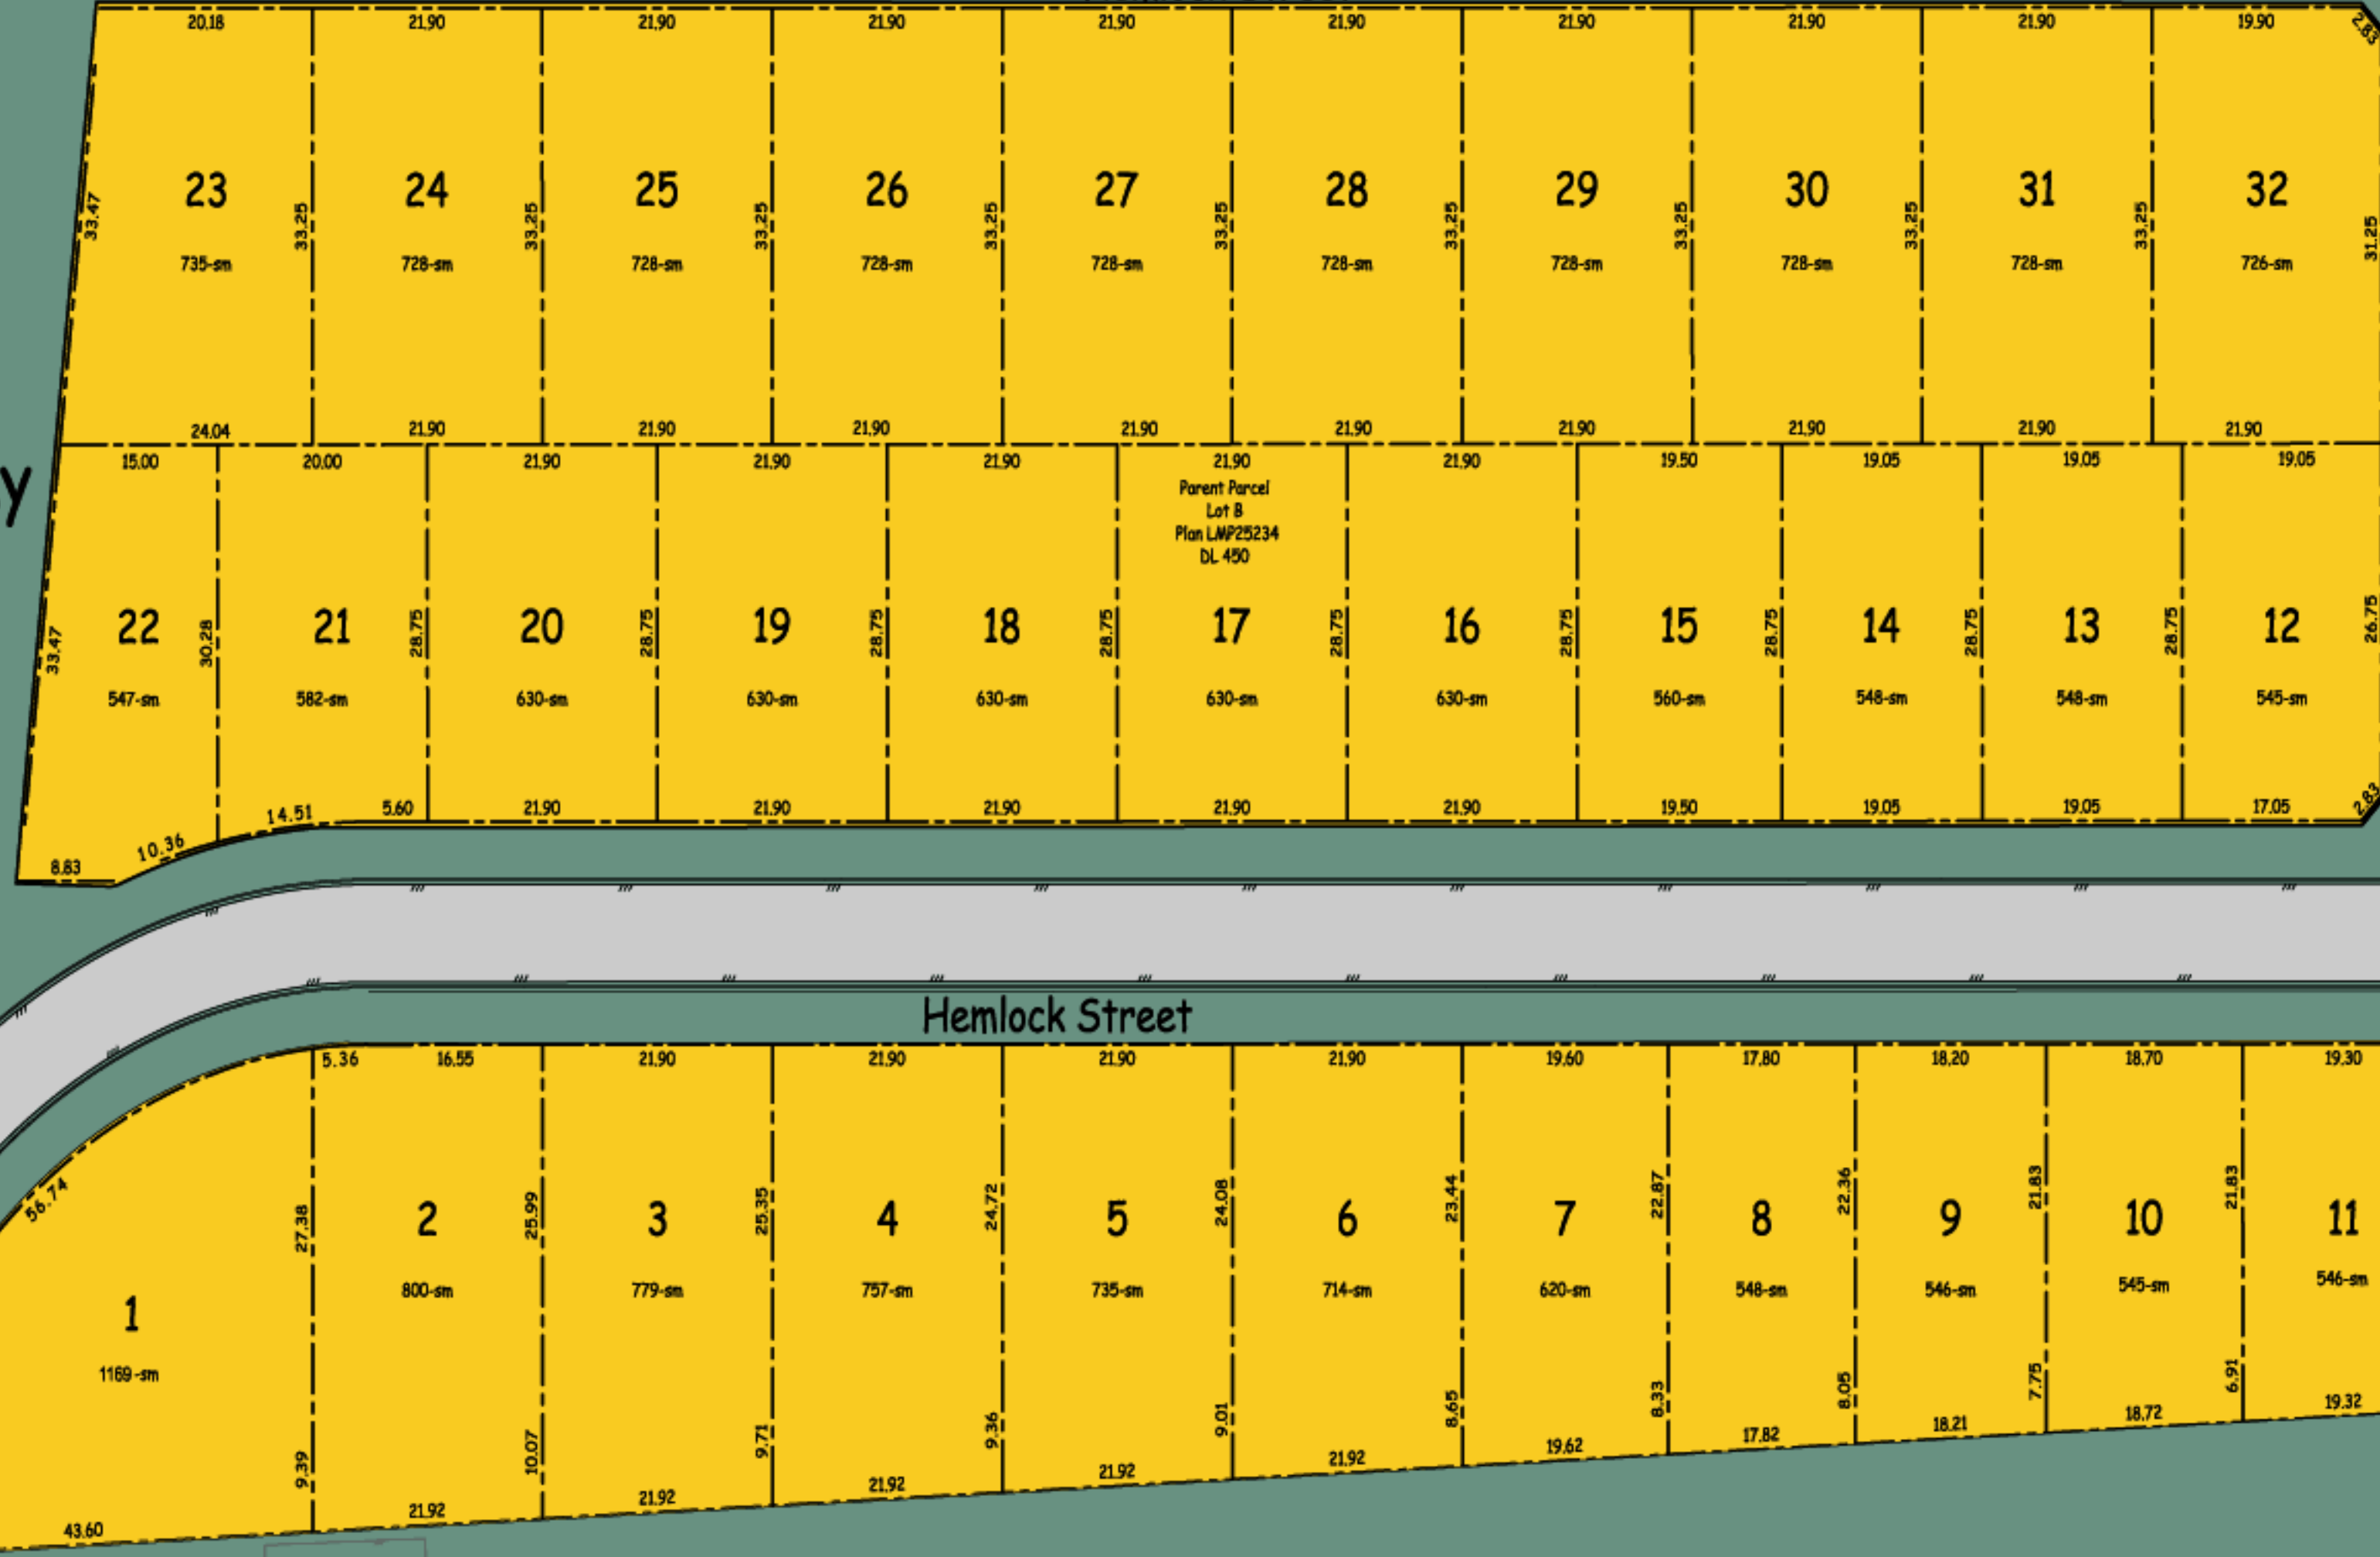 20.18 21.90 21.90 21.90 21.90 21.90 21.90 21.90 21.90 19.90 2.83
23 24 25 26 27 28 29 30 31 32
33.47 33.25 33.25 33.25 33.25 33.25 33.25 33.25 33.25 33.25 31.25
735-sm 728-sm 728-sm 728-sm 728-sm 728-sm 728-sm 728-sm 728-sm 726-sm
24.04 21.90 21.90 21.90 21.90 21.90 21.90 21.90 21.90 21.90
15.00 20.00 21.90 21.90 21.90 21.90 21.90 19.50 19.05 19.05 19.05
y
Parent Parcel
Lot B
Plan LMP25234
DL 450
22 21 20 19 18 17 16 15 14 13 12
33.47 30.28 28.75 28.75 28.75 28.75 28.75 28.75 28.75 28.75 28.75 26.75
547-sm 582-sm 630-sm 630-sm 630-sm 630-sm 630-sm 560-sm 548-sm 548-sm 545-sm
8.83 10.36 14.51 5.60 21.90 21.90 21.90 21.90 21.90 19.50 19.05 19.05 17.05 2.83
Hemlock Street
5.36 16.55 21.90 21.90 21.90 21.90 19.60 17.80 18.20 18.70 19.30
56.74 27.38 25.99 25.35 24.72 24.08 23.44 22.87 22.36 21.83 21.83
1 2 3 4 5 6 7 8 9 10 11
1169-sm 800-sm 779-sm 757-sm 735-sm 714-sm 620-sm 548-sm 546-sm 545-sm 546-sm
9.39 10.07 9.71 9.36 9.01 8.65 8.33 8.05 7.75 6.91
43.60 21.92 21.92 21.92 21.92 21.92 19.62 17.82 18.21 18.72 19.32